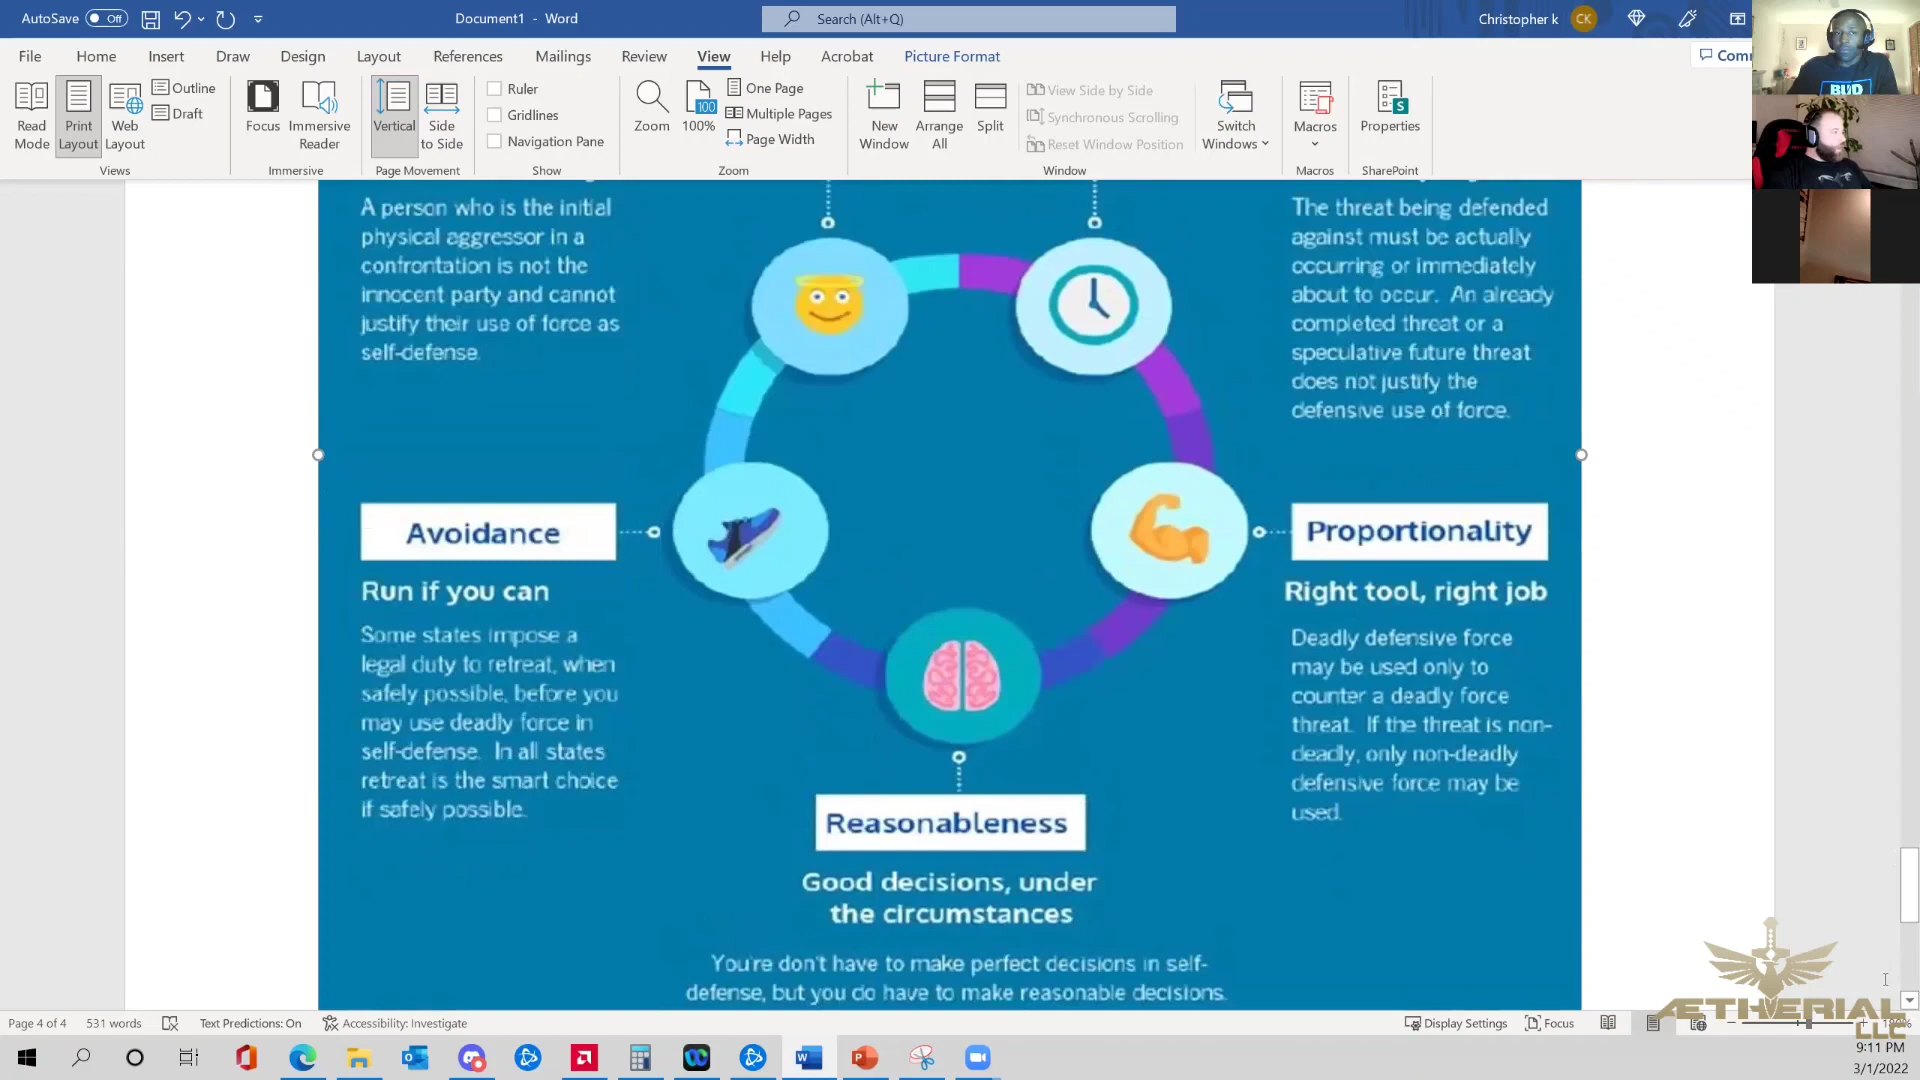 AutoSave Off
Document1 - Word
Search (Alt+Q)
Christopher k CK
File Home Insert Draw Design Layout References Mailings Review View Help Acrobat Picture Format
Read Mode
Print Layout
Web Layout
Outline
Draft
Views
Focus
Immersive Reader
Immersive
Vertical
Side to Side
Page Movement
Ruler
Gridlines
Navigation Pane
Show
Zoom
100
100%
One Page
Multiple Pages
Page Width
Zoom
New Window
Arrange All
Split
View Side by Side
Synchronous Scrolling
Reset Window Position
Window
Switch Windows
Macros
Macros
Properties
SharePoint
BUD
A person who is the initial
physical aggressor in a
confrontation is not the
innocent party and cannot
justify their use of force as
self-defense.
The threat being defended
against must be actually
occurring or immediately
about to occur. An already
completed threat or a
speculative future threat
does not justify the
defensive use of force.
Avoidance
Run if you can
Some states impose a
legal duty to retreat, when
safely possible, before you
may use deadly force in
self-defense. In all states
retreat is the smart choice
if safely possible.
Proportionality
Right tool, right job
Deadly defensive force
may be used only to
counter a deadly force
threat. If the threat is non-
deadly, only non-deadly
defensive force may be
used.
Reasonableness
Good decisions, under
the circumstances
You're don't have to make perfect decisions in self-
defense, but you do have to make reasonable decisions.
ÆTHERIAL
LLC
Page 4 of 4 531 words Text Predictions: On Accessibility: Investigate
Display Settings Focus
9:11 PM
3/1/2022